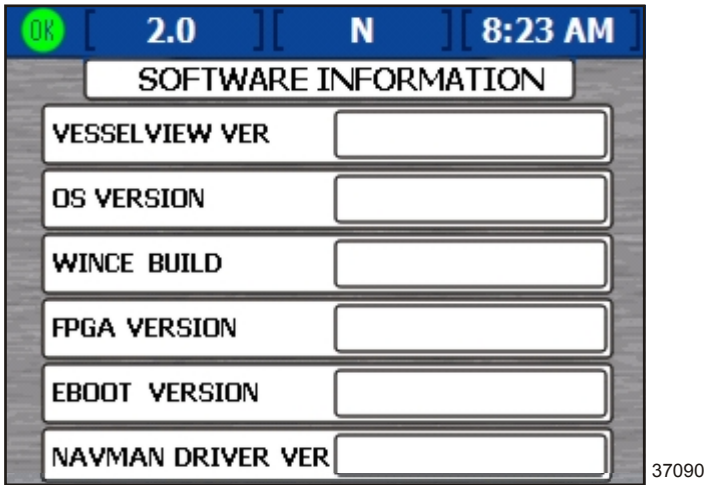 OK [ 2.0 ][ N ][ 8:23 AM ]
SOFTWARE INFORMATION
VESSELVIEW VER
OS VERSION
WINCE BUILD
FPGA VERSION
EBOOT VERSION
NAVMAN DRIVER VER
37090